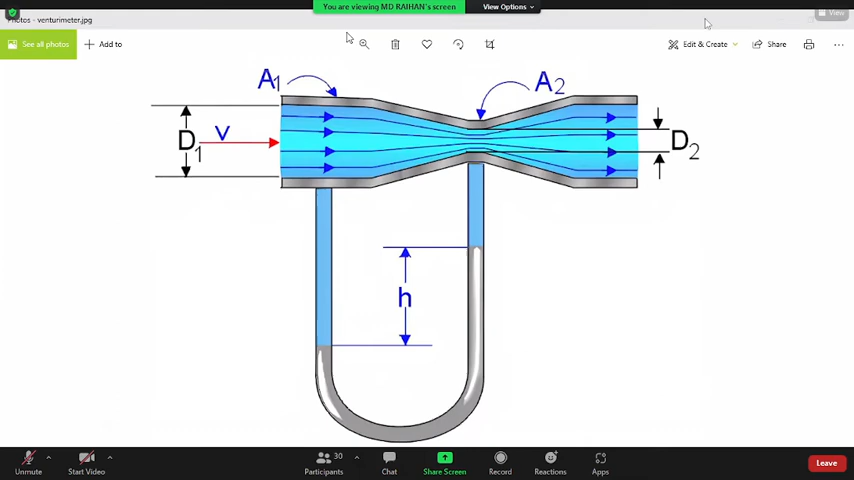 You are viewing MD RAIHAN's screen
View Options
View
Photos - venturimeter.jpg
See all photos
Add to
Edit & Create
Share
A1
A2
D1
V
D2
h
Unmute
Start Video
Participants
30
Chat
Share Screen
Record
Reactions
Apps
Leave